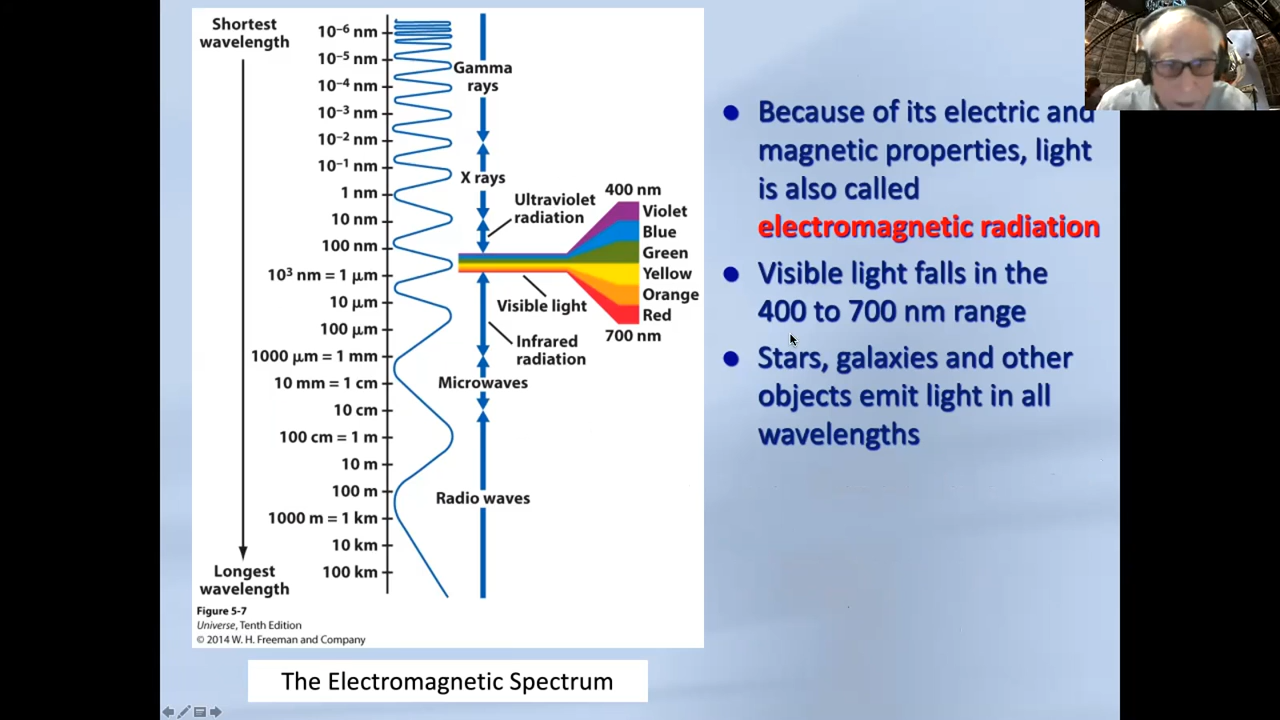 Shortest
wavelength
10⁻⁶ nm
10⁻⁵ nm
10⁻⁴ nm
10⁻³ nm
10⁻² nm
10⁻¹ nm
1 nm
10 nm
100 nm
10³ nm = 1 μm
10 μm
100 μm
1000 μm = 1 mm
10 mm = 1 cm
10 cm
100 cm = 1 m
10 m
100 m
1000 m = 1 km
10 km
100 km
Longest
wavelength
Gamma
rays
X rays
Ultraviolet
radiation
Visible light
Infrared
radiation
Microwaves
Radio waves
400 nm
Violet
Blue
Green
Yellow
Orange
Red
700 nm
Figure 5-7
Universe, Tenth Edition
© 2014 W. H. Freeman and Company
The Electromagnetic Spectrum
• Because of its electric and
magnetic properties, light
is also called
electromagnetic radiation
• Visible light falls in the
400 to 700 nm range
• Stars, galaxies and other
objects emit light in all
wavelengths